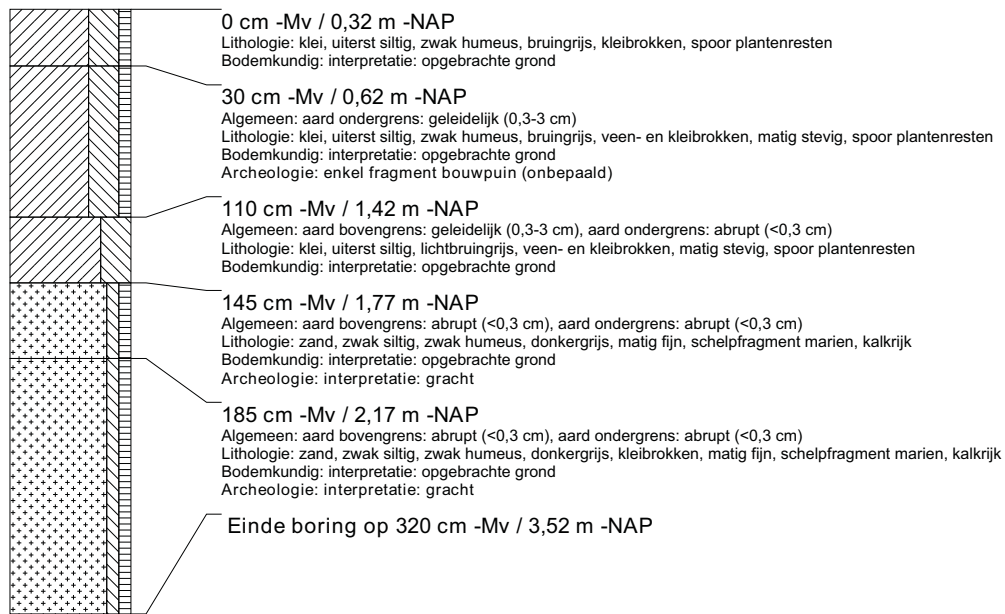 0 cm -Mv / 0,32 m -NAP
Lithologie: klei, uiterst siltig, zwak humeus, bruingrijs, kleibrokken, spoor plantenresten
Bodemkundig: interpretatie: opgebrachte grond
30 cm -Mv / 0,62 m -NAP
Algemeen: aard ondergrens: geleidelijk (0,3-3 cm)
Lithologie: klei, uiterst siltig, zwak humeus, bruingrijs, veen- en kleibrokken, matig stevig, spoor plantenresten
Bodemkundig: interpretatie: opgebrachte grond
Archeologie: enkel fragment bouwpuin (onbepaald)
110 cm -Mv / 1,42 m -NAP
Algemeen: aard bovengrens: geleidelijk (0,3-3 cm), aard ondergrens: abrupt (<0,3 cm)
Lithologie: klei, uiterst siltig, lichtbruingrijs, veen- en kleibrokken, matig stevig, spoor plantenresten
Bodemkundig: interpretatie: opgebrachte grond
145 cm -Mv / 1,77 m -NAP
Algemeen: aard bovengrens: abrupt (<0,3 cm), aard ondergrens: abrupt (<0,3 cm)
Lithologie: zand, zwak siltig, zwak humeus, donkergrijs, matig fijn, schelpfragment marien, kalkrijk
Bodemkundig: interpretatie: opgebrachte grond
Archeologie: interpretatie: gracht
185 cm -Mv / 2,17 m -NAP
Algemeen: aard bovengrens: abrupt (<0,3 cm), aard ondergrens: abrupt (<0,3 cm)
Lithologie: zand, zwak siltig, zwak humeus, donkergrijs, kleibrokken, matig fijn, schelpfragment marien, kalkrijk
Bodemkundig: interpretatie: opgebrachte grond
Archeologie: interpretatie: gracht
Einde boring op 320 cm -Mv / 3,52 m -NAP